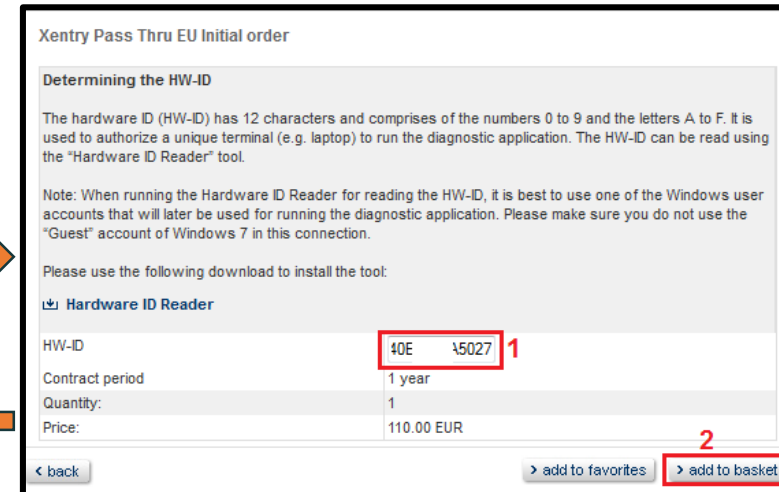 Xentry Pass Thru EU Initial order
Determining the HW-ID
The hardware ID (HW-ID) has 12 characters and comprises of the numbers 0 to 9 and the letters A to F. It is
used to authorize a unique terminal (e.g. laptop) to run the diagnostic application. The HW-ID can be read using
the "Hardware ID Reader" tool.
Note: When running the Hardware ID Reader for reading the HW-ID, it is best to use one of the Windows user
accounts that will later be used for running the diagnostic application. Please make sure you do not use the
"Guest" account of Windows 7 in this connection.
Please use the following download to install the tool:
Hardware ID Reader
HW-ID 1
Contract period 1 year
Quantity: 1
Price: 110.00 EUR
2
< back > add to favorites > add to basket